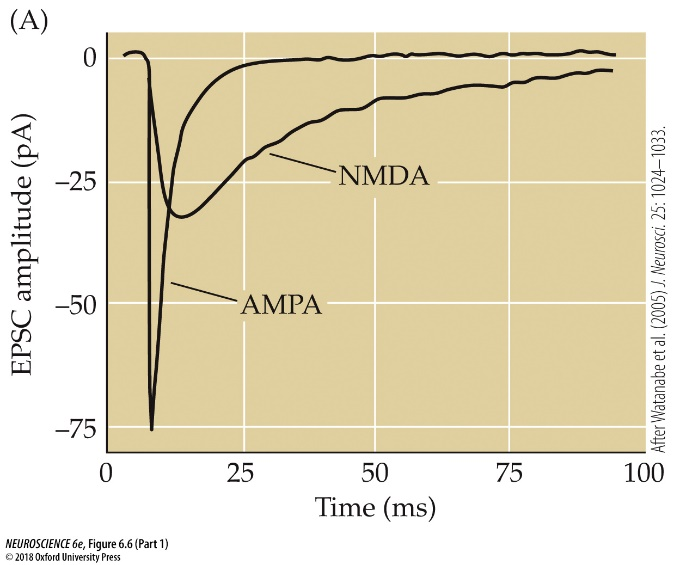 (A)
EPSC amplitude (pA)
0
–25
–50
–75
NMDA
AMPA
0 25 50 75 100
Time (ms)
After Watanabe et al. (2005) J. Neurosci. 25: 1024–1033.
NEUROSCIENCE 6e, Figure 6.6 (Part 1)
© 2018 Oxford University Press